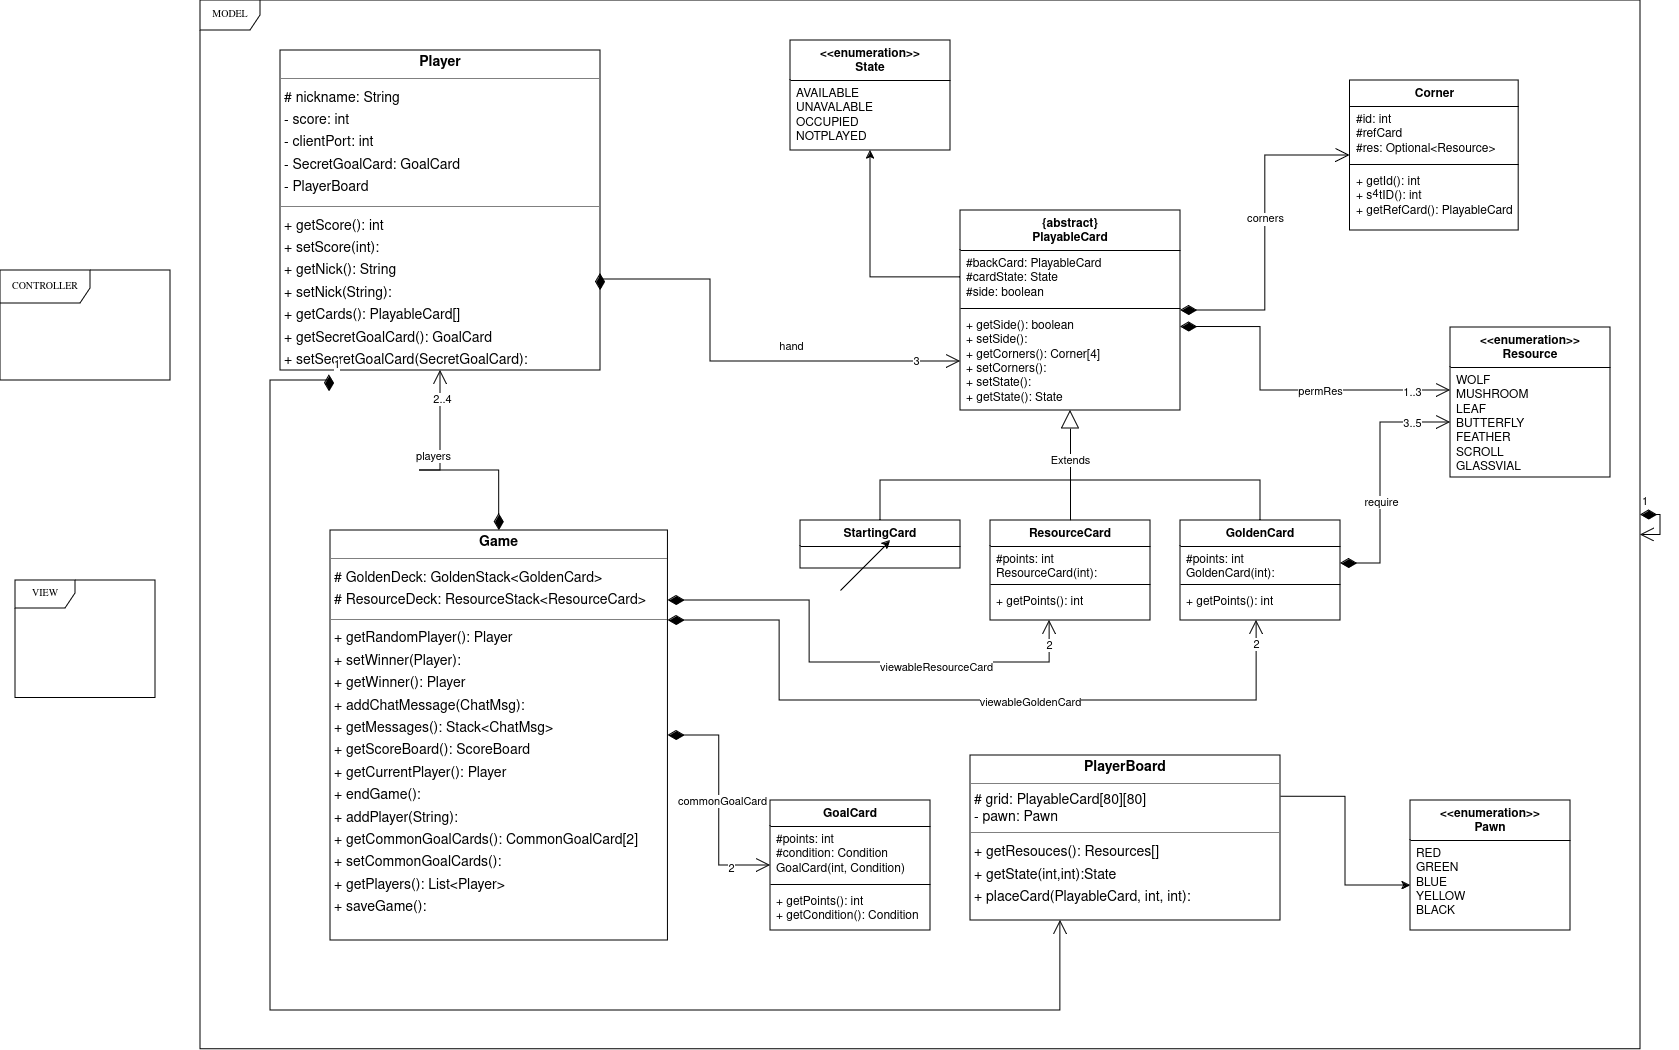 MODEL
Player
# nickname: String
- score: int
- clientPort: int
- SecretGoalCard: GoalCard
- PlayerBoard
+ getScore(): int
+ setScore(int):
+ getNick(): String
+ setNick(String):
+ getCards(): PlayableCard[]
+ getSecretGoalCard(): GoalCard
+ setSecretGoalCard(SecretGoalCard):
1
<<enumeration>>
State
AVAILABLE
UNAVALABLE
OCCUPIED
NOTPLAYED
Corner
#id: int
#refCard
#res: Optional<Resource>
+ getId(): int
+ s4tID(): int
+ getRefCard(): PlayableCard
corners
{abstract}
PlayableCard
#backCard: PlayableCard
#cardState: State
#side: boolean
+ getSide(): boolean
+ setSide():
+ getCorners(): Corner[4]
+ setCorners():
+ setState():
+ getState(): State
CONTROLLER
hand
3
<<enumeration>>
Resource
WOLF
MUSHROOM
LEAF
BUTTERFLY
FEATHER
SCROLL
GLASSVIAL
permRes
1..3
3..5
require
2..4
players
Extends
1
StartingCard
ResourceCard
#points: int
ResourceCard(int):
+ getPoints(): int
GoldenCard
#points: int
GoldenCard(int):
+ getPoints(): int
VIEW
Game
# GoldenDeck: GoldenStack<GoldenCard>
# ResourceDeck: ResourceStack<ResourceCard>
+ getRandomPlayer(): Player
+ setWinner(Player):
+ getWinner(): Player
+ addChatMessage(ChatMsg):
+ getMessages(): Stack<ChatMsg>
+ getScoreBoard(): ScoreBoard
+ getCurrentPlayer(): Player
+ endGame():
+ addPlayer(String):
+ getCommonGoalCards(): CommonGoalCard[2]
+ setCommonGoalCards():
+ getPlayers(): List<Player>
+ saveGame():
2
viewableResourceCard
2
viewableGoldenCard
commonGoalCard
2
GoalCard
#points: int
#condition: Condition
GoalCard(int, Condition)
+ getPoints(): int
+ getCondition(): Condition
PlayerBoard
# grid: PlayableCard[80][80]
- pawn: Pawn
+ getResouces(): Resources[]
+ getState(int,int):State
+ placeCard(PlayableCard, int, int):
<<enumeration>>
Pawn
RED
GREEN
BLUE
YELLOW
BLACK